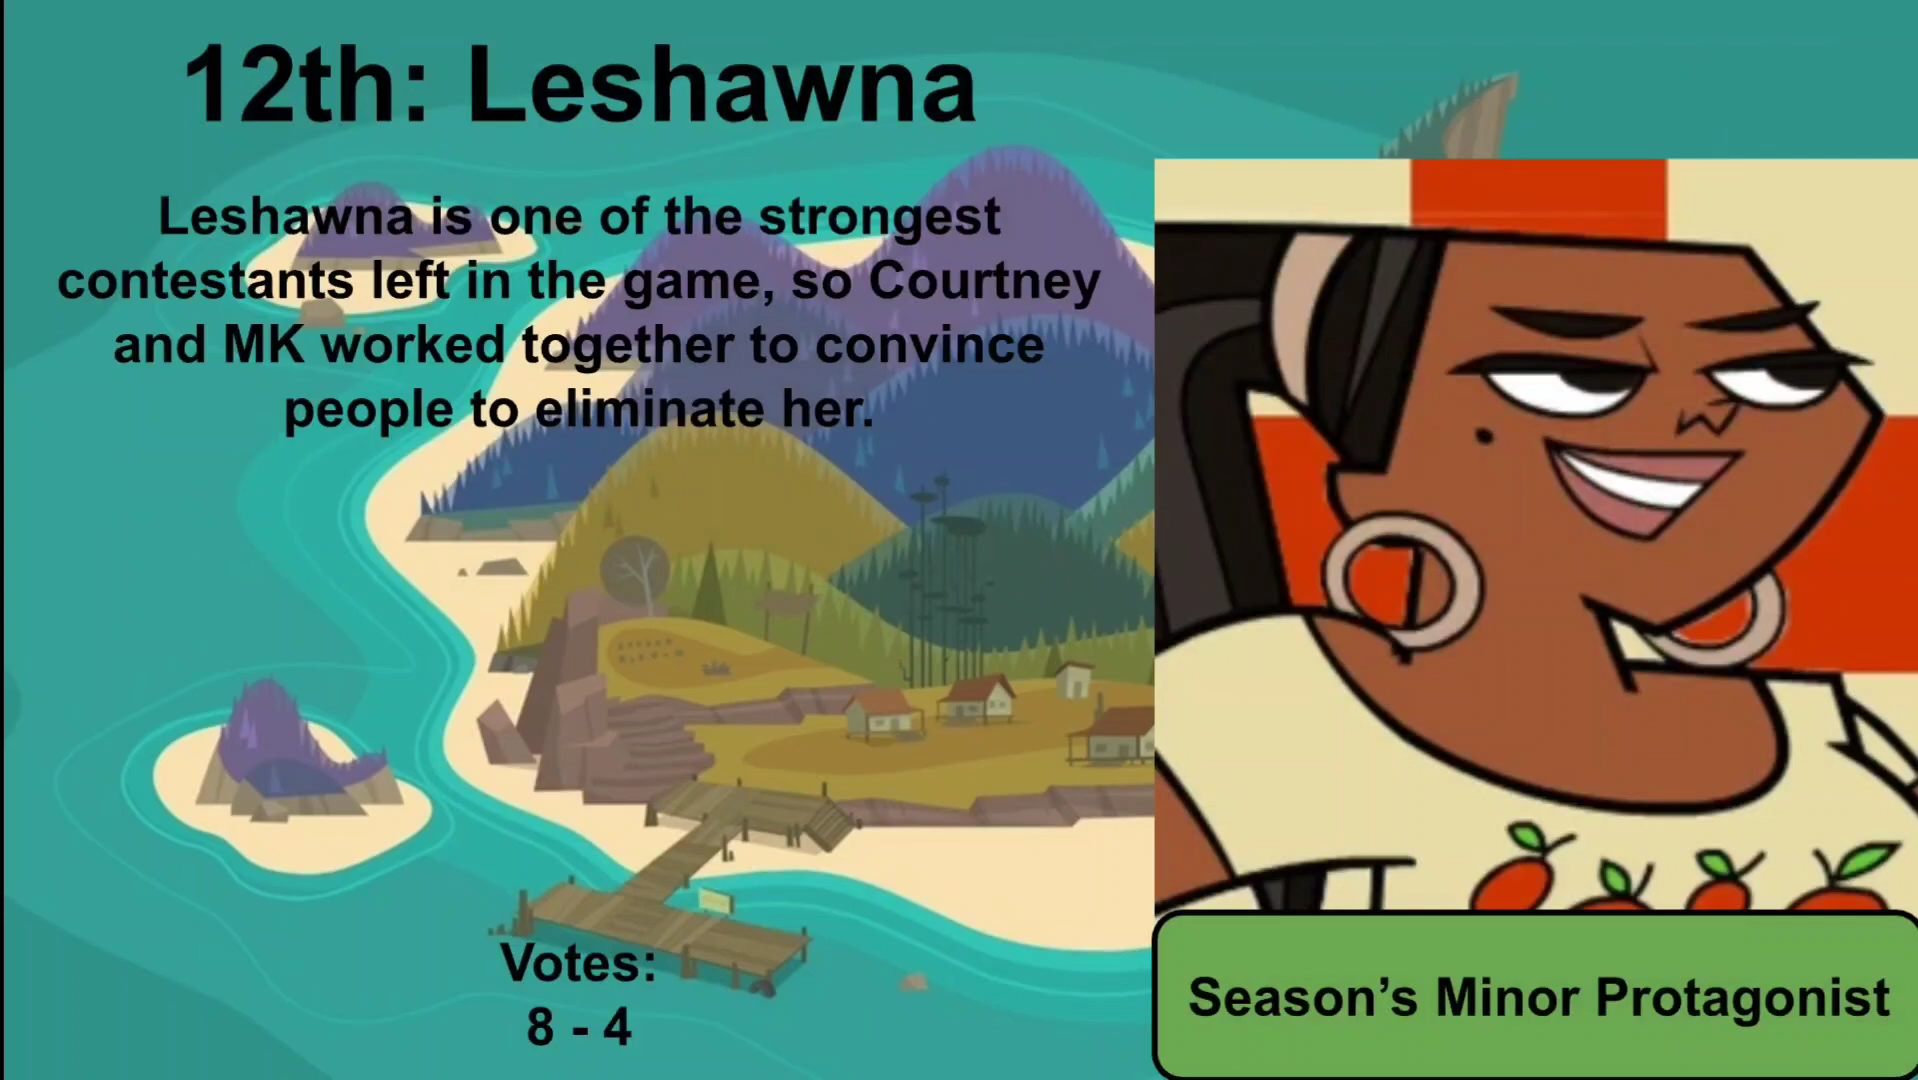 12th: Leshawna
Leshawna is one of the strongest
contestants left in the game, so Courtney
and MK worked together to convince
people to eliminate her.
Votes:
8 - 4
Season’s Minor Protagonist